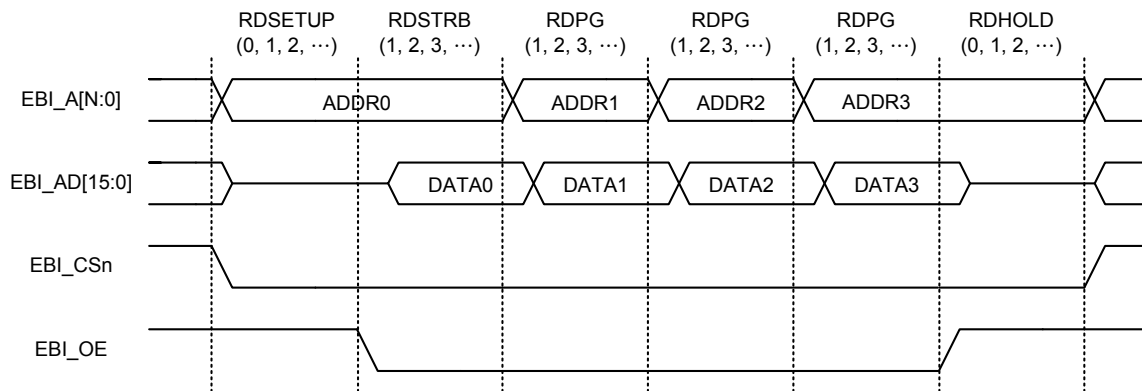 RDSETUP RDSTRB RDPG RDPG RDPG RDHOLD
(0, 1, 2, …) (1, 2, 3, …) (1, 2, 3, …) (1, 2, 3, …) (1, 2, 3, …) (0, 1, 2, …)
EBI_A[N:0] ADDR0 ADDR1 ADDR2 ADDR3
EBI_AD[15:0] DATA0 DATA1 DATA2 DATA3
EBI_CSn
EBI_OE